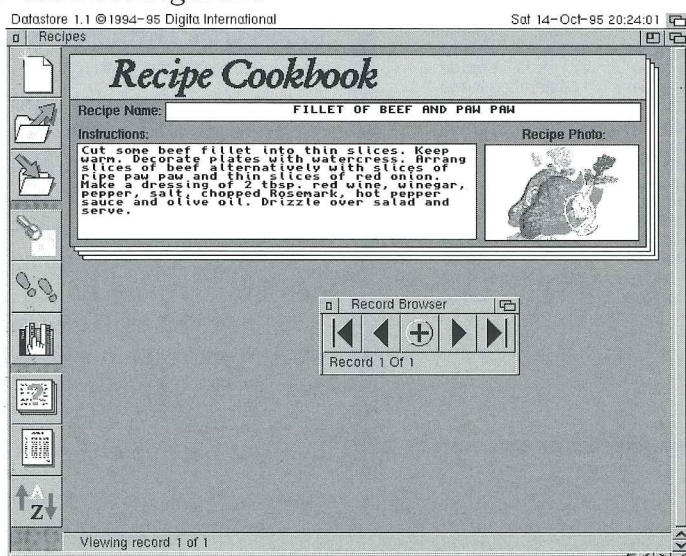 Datastore 1.1 ©1994-95 Digita International Sat 14-Oct-95 20:24:01
Recipes
Recipe Cookbook
Recipe Name: FILLET OF BEEF AND PAW PAW
Instructions:
Recipe Photo:
Cut some beef fillet into thin slices. Keep
warm. Decorate plates with watercress. Arrang
slices of beef alternatively with slices of
ripe paw paw and thin slices of red onion.
Make a dressing of 2 tbsp. red wine, winegar,
pepper, salt, chopped Rosemark, hot pepper
sauce and olive oil. Drizzle over salad and
serve.
Record Browser
Record 1 Of 1
?
A
Z
Viewing record 1 of 1